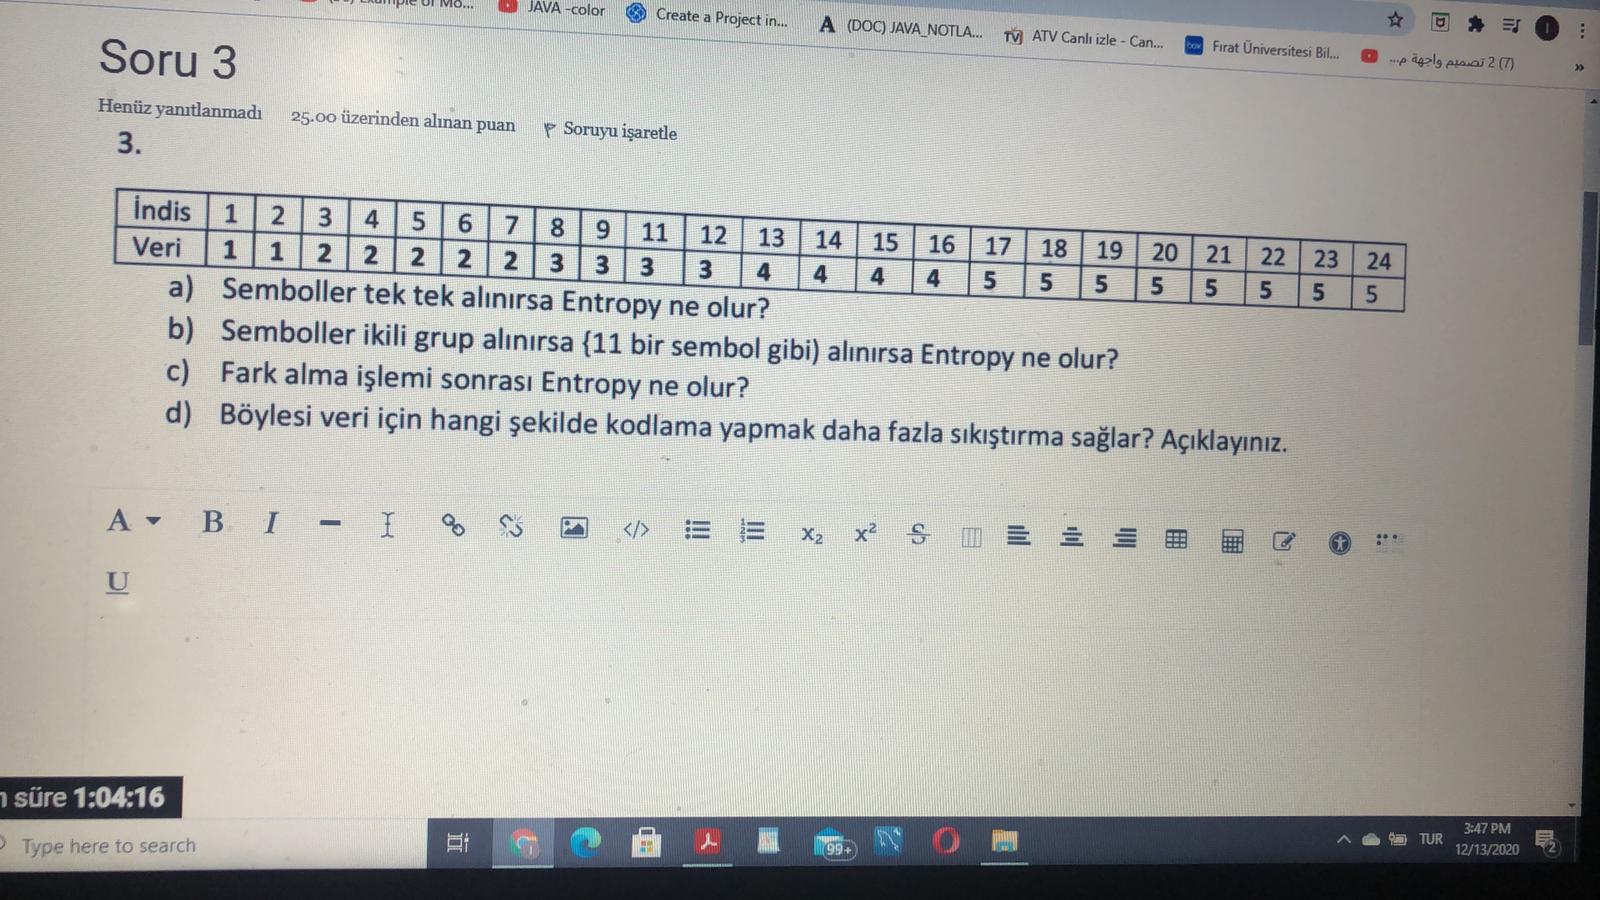 JAVA -color
Create a Project in...
A (DOC) JAVA_NOTLA...
ATV Canlı izle - Can...
Fırat Üniversitesi Bil...
(7) 2 تصميم واجهة م...
»
Soru 3
Henüz yanıtlanmadı 25.00 üzerinden alınan puan Soruyu işaretle
3.
İndis 1 2 3 4 5 6 7 8 9 11 12 13 14 15 16 17 18 19 20 21 22 23 24
Veri 1 1 2 2 2 2 2 3 3 3 3 4 4 4 4 5 5 5 5 5 5 5 5
a) Semboller tek tek alınırsa Entropy ne olur?
b) Semboller ikili grup alınırsa {11 bir sembol gibi) alınırsa Entropy ne olur?
c) Fark alma işlemi sonrası Entropy ne olur?
d) Böylesi veri için hangi şekilde kodlama yapmak daha fazla sıkıştırma sağlar? Açıklayınız.
A B I x₂ x² S
U
süre 1:04:16
Type here to search
99+
TUR
3:47 PM
12/13/2020
2